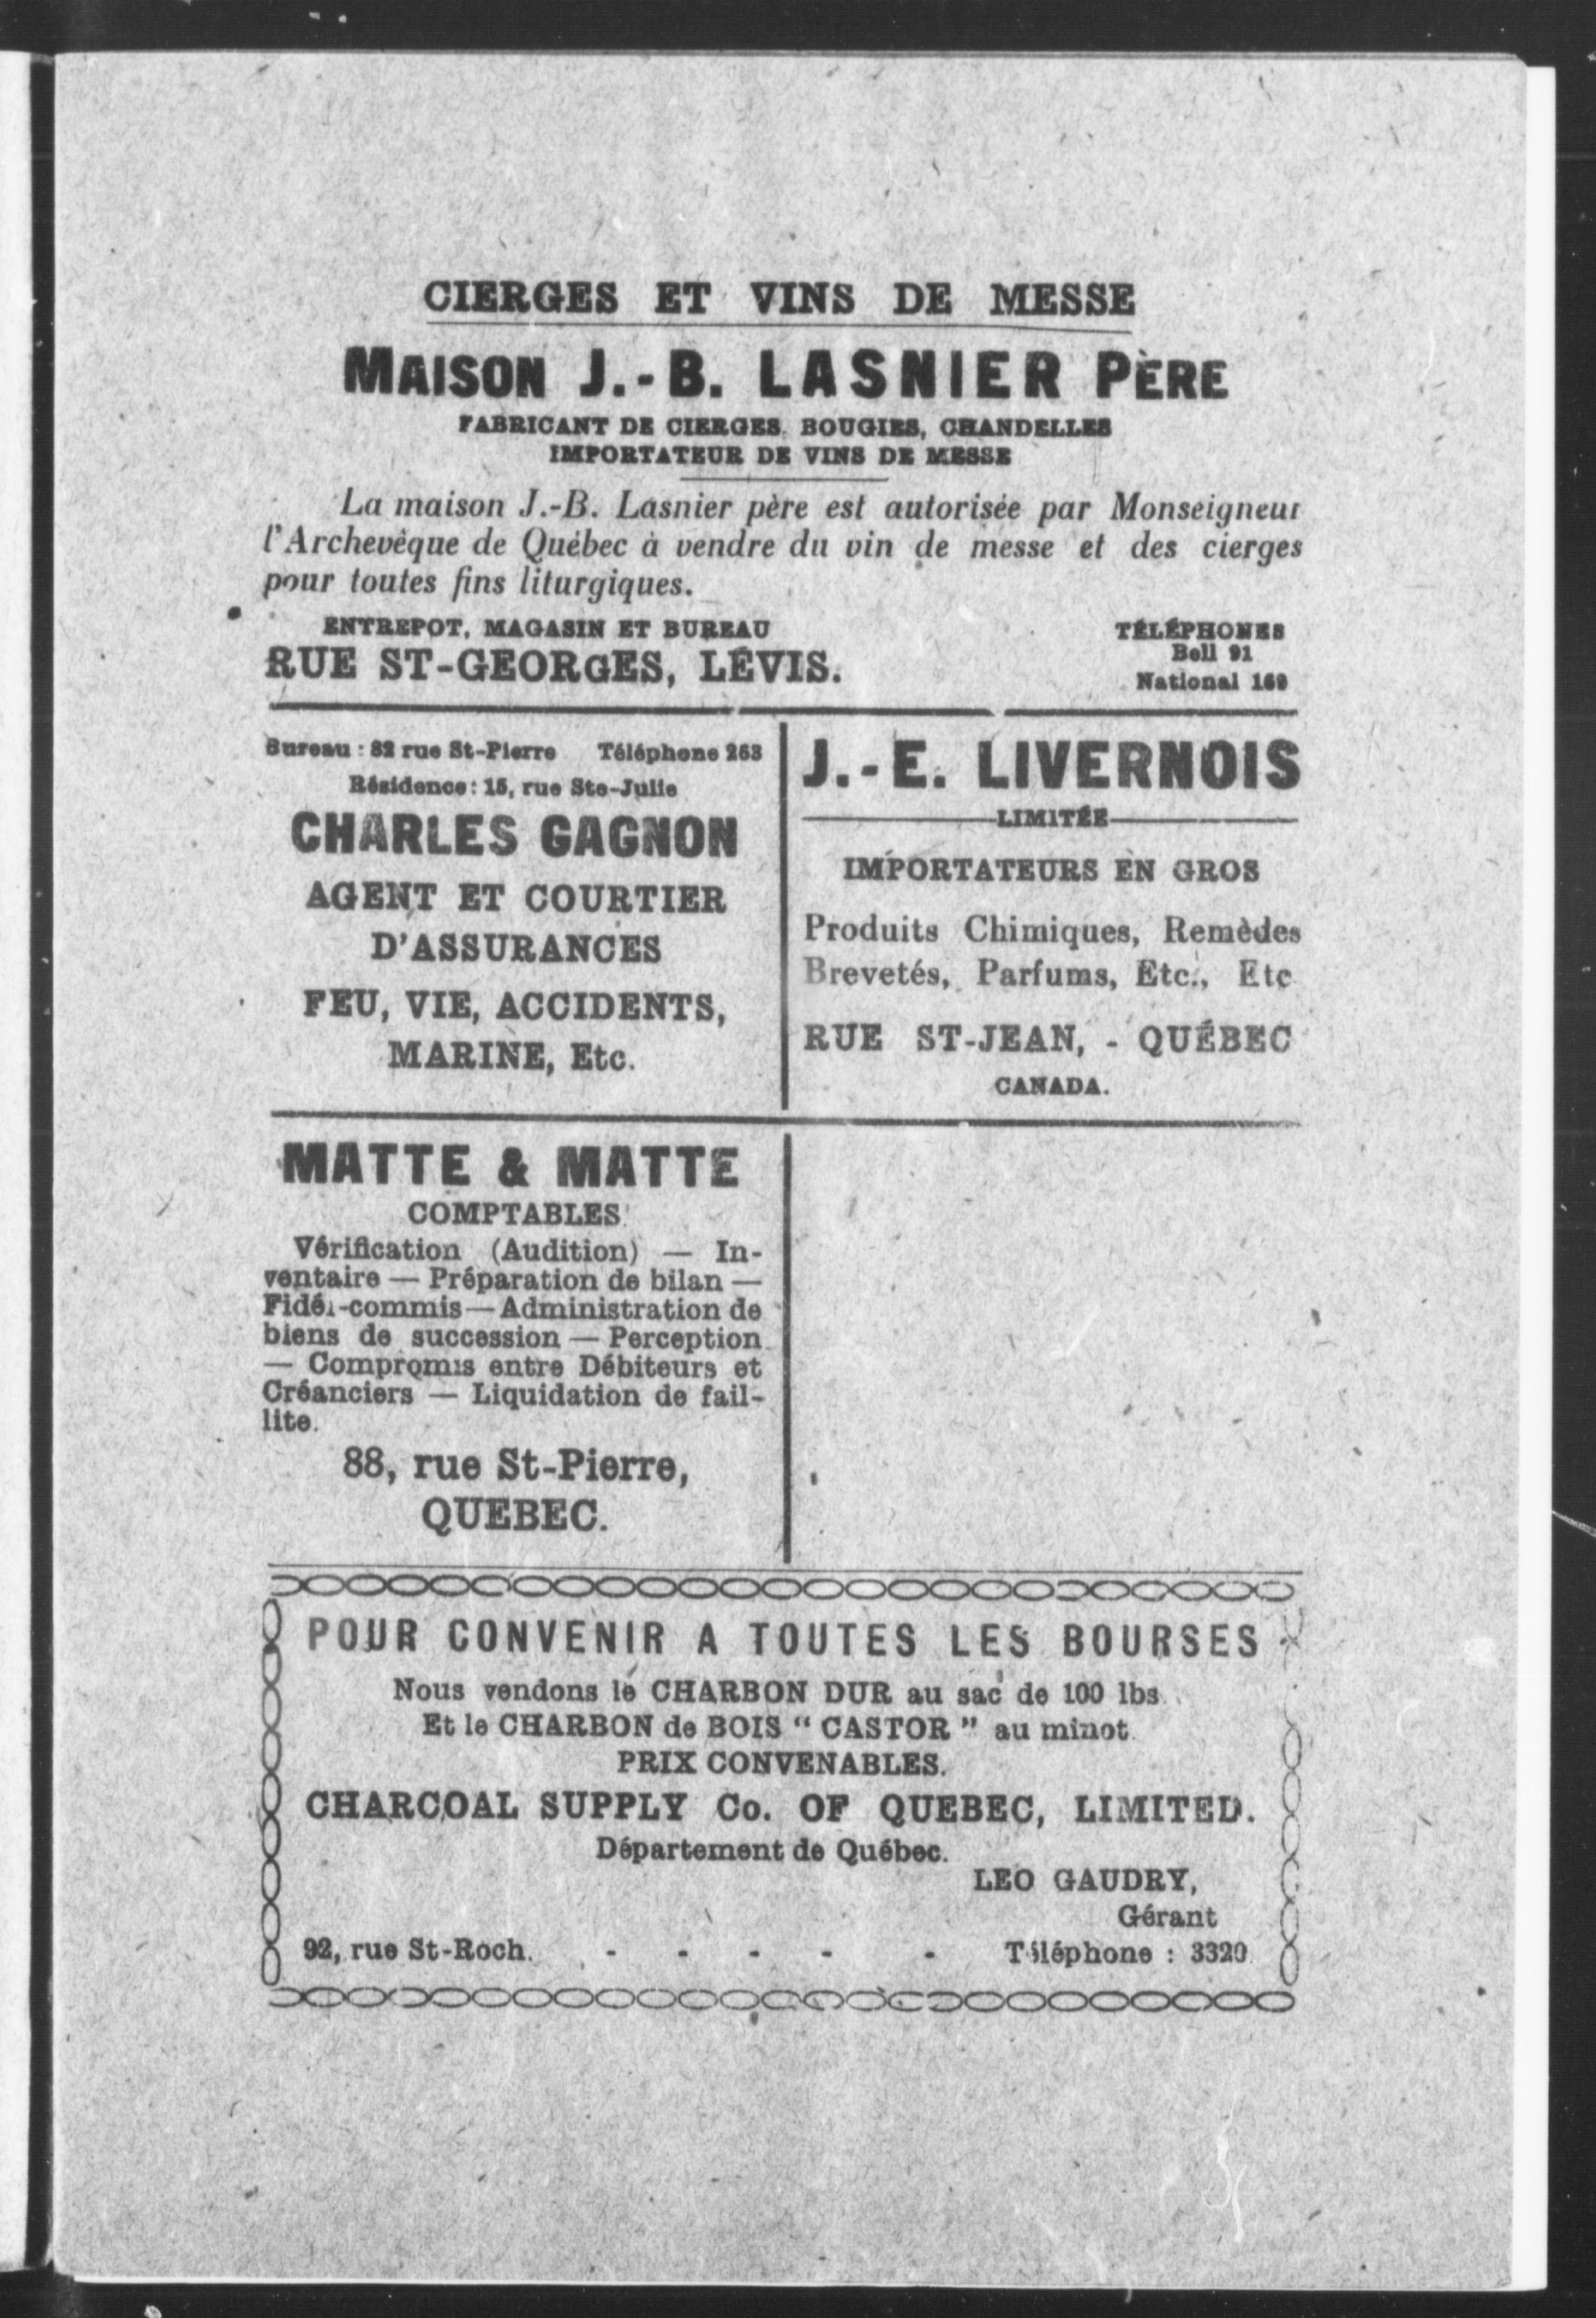 CIERGES ET VINS DE MESSE
MAISON J.-B. LASNIER PÈRE
FABRICANT DE CIERGES. BOUGIES, CHANDELLES
IMPORTATEUR DE VINS DE MESSE
La maison J.-B. Lasnier père est autorisée par Monseigneur
l'Archevêque de Québec à vendre du vin de messe et des cierges
pour toutes fins liturgiques.
ENTREPOT, MAGASIN ET BUREAU
RUE ST-GEORGES, LÉVIS.
TÉLÉPHONES
Bell 91
National 169
Bureau : 82 rue St-Pierre Téléphone 263
Résidence: 15, rue Ste-Julie
CHARLES GAGNON
AGENT ET COURTIER
D'ASSURANCES
FEU, VIE, ACCIDENTS,
MARINE, Etc.
J.-E. LIVERNOIS
LIMITÉE
IMPORTATEURS EN GROS
Produits Chimiques, Remèdes
Brevetés, Parfums, Etc., Etc
RUE ST-JEAN, - QUÉBEC
CANADA.
MATTE & MATTE
COMPTABLES
Vérification (Audition) — In-
ventaire — Préparation de bilan —
Fidéi-commis — Administration de
biens de succession — Perception
— Compromis entre Débiteurs et
Créanciers — Liquidation de fail-
lite.
88, rue St-Pierre,
QUEBEC.
POUR CONVENIR A TOUTES LES BOURSES
Nous vendons le CHARBON DUR au sac de 100 lbs.
Et le CHARBON de BOIS “ CASTOR ” au minot.
PRIX CONVENABLES.
CHARCOAL SUPPLY Co. OF QUEBEC, LIMITED.
Département de Québec.
LEO GAUDRY,
Gérant
92, rue St-Roch. - - - - - Téléphone : 3320